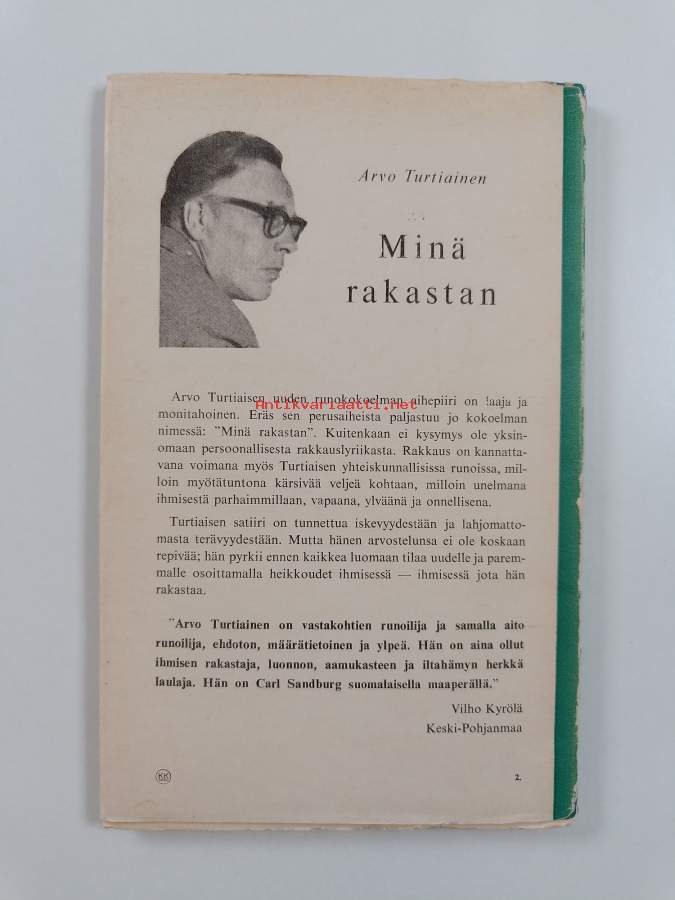 Arvo Turtiainen
Minä
rakastan
Arvo Turtiaisen uuden runokokoelman aihepiiri on laaja ja
Antikvariaatti.net
monitahoinen. Eräs sen perusaiheista paljastuu jo kokoelman
nimessä: ”Minä rakastan”. Kuitenkaan ei kysymys ole yksin-
omaan persoonallisesta rakkauslyriikasta. Rakkaus on kannatta-
vana voimana myös Turtiaisen yhteiskunnallisissa runoissa, mil-
loin myötätuntona kärsivää veljeä kohtaan, milloin unelmana
ihmisestä parhaimmillaan, vapaana, ylväänä ja onnellisena.
Turtiaisen satiiri on tunnettua iskevyydestään ja lahjomatto-
masta terävyydestään. Mutta hänen arvostelunsa ei ole koskaan
repivää; hän pyrkii ennen kaikkea luomaan tilaa uudelle ja parem-
malle osoittamalla heikkoudet ihmisessä — ihmisessä jota hän
rakastaa.
”Arvo Turtiainen on vastakohtien runoilija ja samalla aito
runoilija, ehdoton, määrätietoinen ja ylpeä. Hän on aina ollut
ihmisen rakastaja, luonnon, aamukasteen ja iltahämyn herkkä
laulaja. Hän on Carl Sandburg suomalaisella maaperällä.”
Vilho Kyrölä
Keski-Pohjanmaa
KK
2.